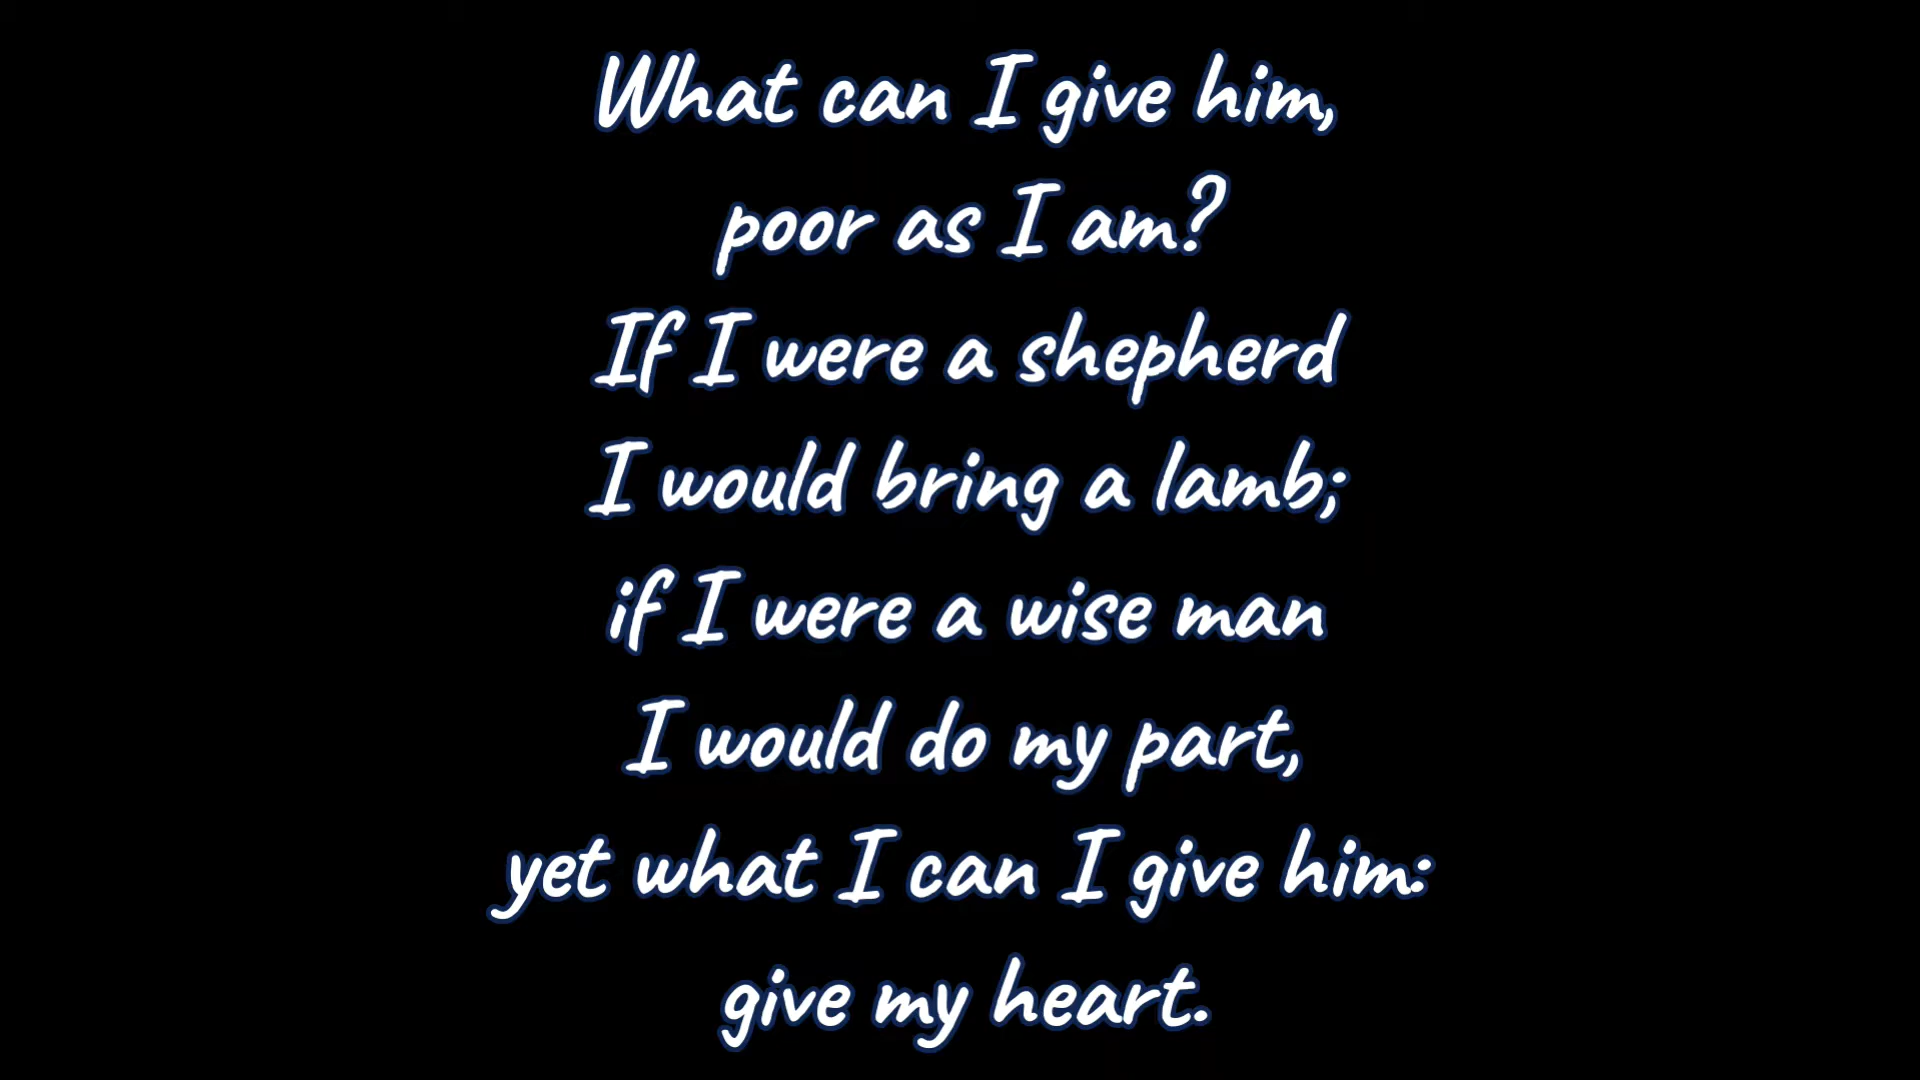 What can I give him,
poor as I am?
If I were a shepherd
I would bring a lamb;
if I were a wise man
I would do my part,
yet what I can I give him:
give my heart.